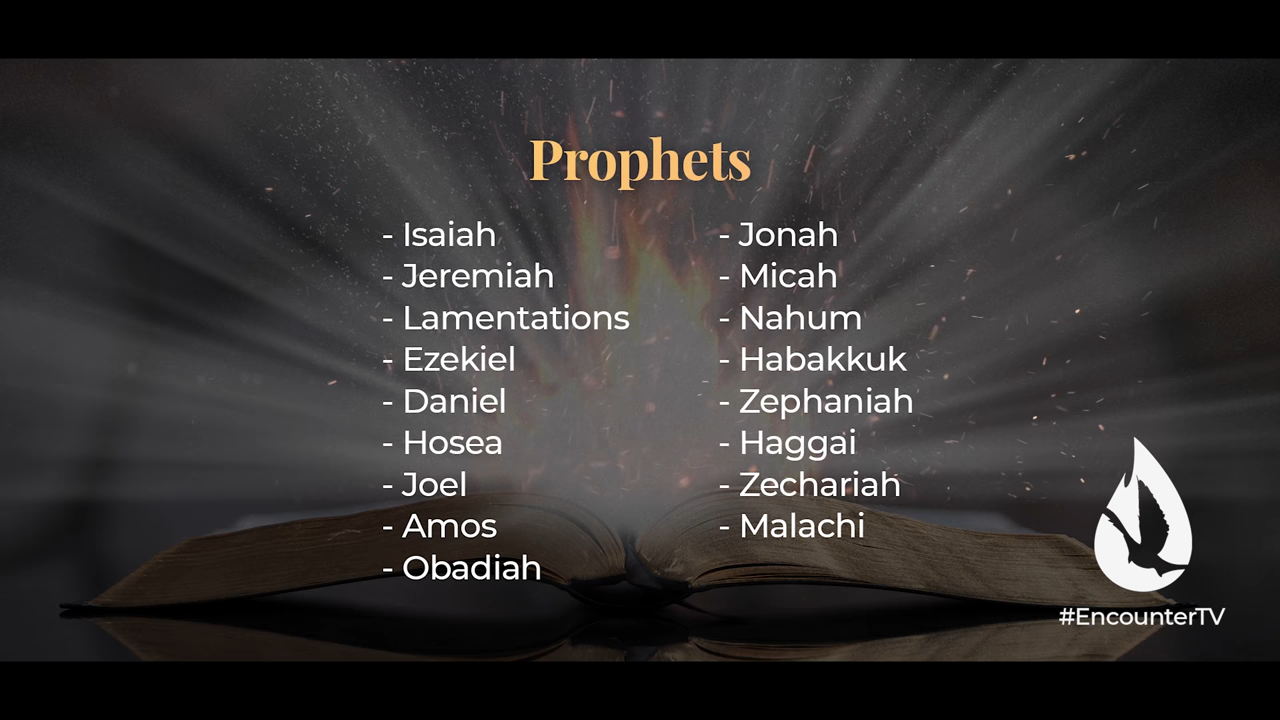 Prophets
- Isaiah
- Jeremiah
- Lamentations
- Ezekiel
- Daniel
- Hosea
- Joel
- Amos
- Obadiah
- Jonah
- Micah
- Nahum
- Habakkuk
- Zephaniah
- Haggai
- Zechariah
- Malachi
#EncounterTV